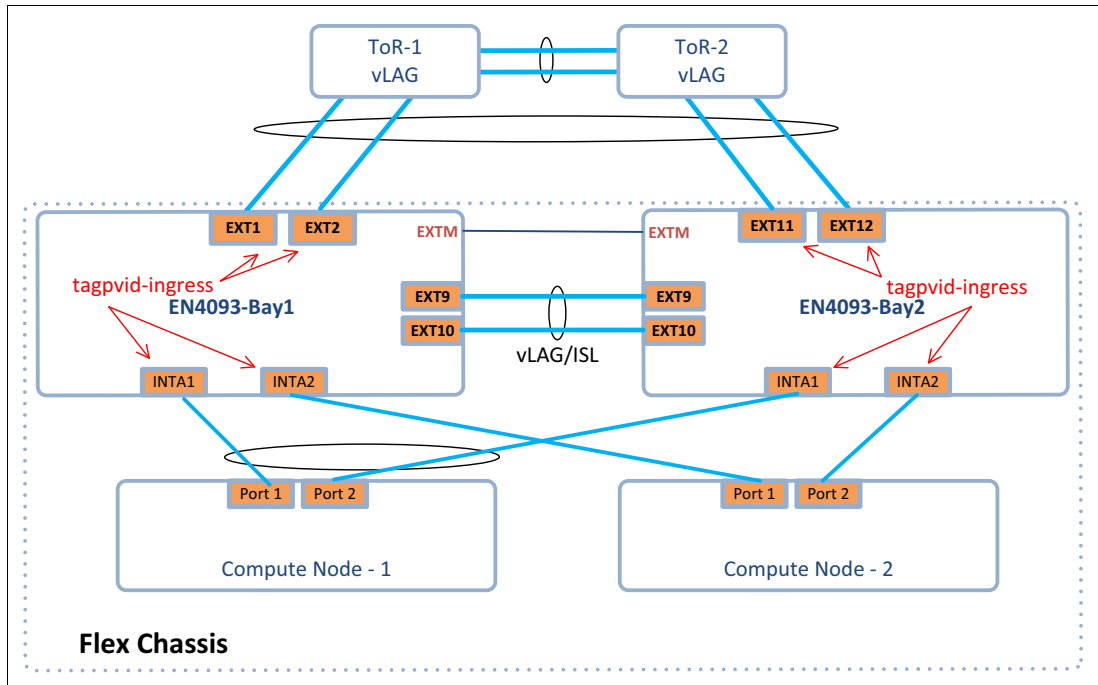 ToR-1
vLAG
ToR-2
vLAG
EXT1
EXT2
EXTM
EXTM
EXT11
EXT12
tagpvid-ingress
EN4093-Bay1
tagpvid-ingress
EN4093-Bay2
EXT9
EXT9
EXT10
EXT10
vLAG/ISL
INTA1
INTA2
INTA1
INTA2
Port 1
Port 2
Port 1
Port 2
Compute Node - 1
Compute Node - 2
Flex Chassis